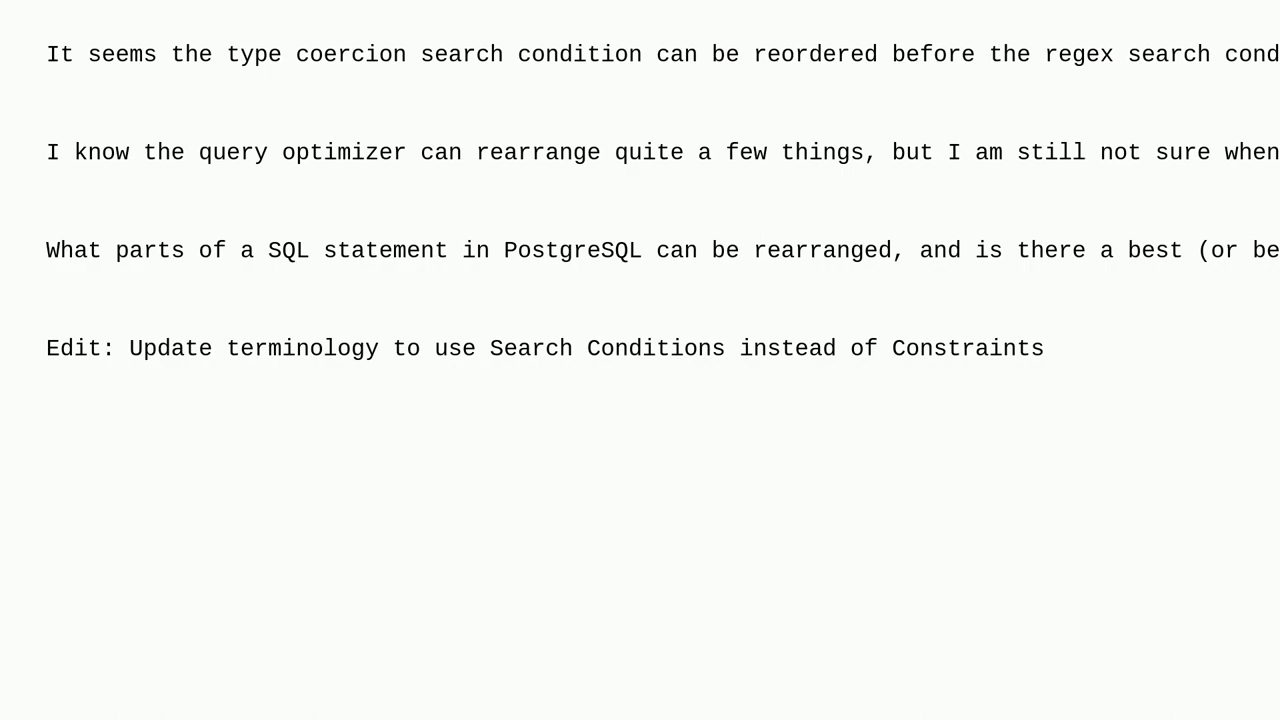 It seems the type coercion search condition can be reordered before the regex search cond
I know the query optimizer can rearrange quite a few things, but I am still not sure when
What parts of a SQL statement in PostgreSQL can be rearranged, and is there a best (or be
Edit: Update terminology to use Search Conditions instead of Constraints